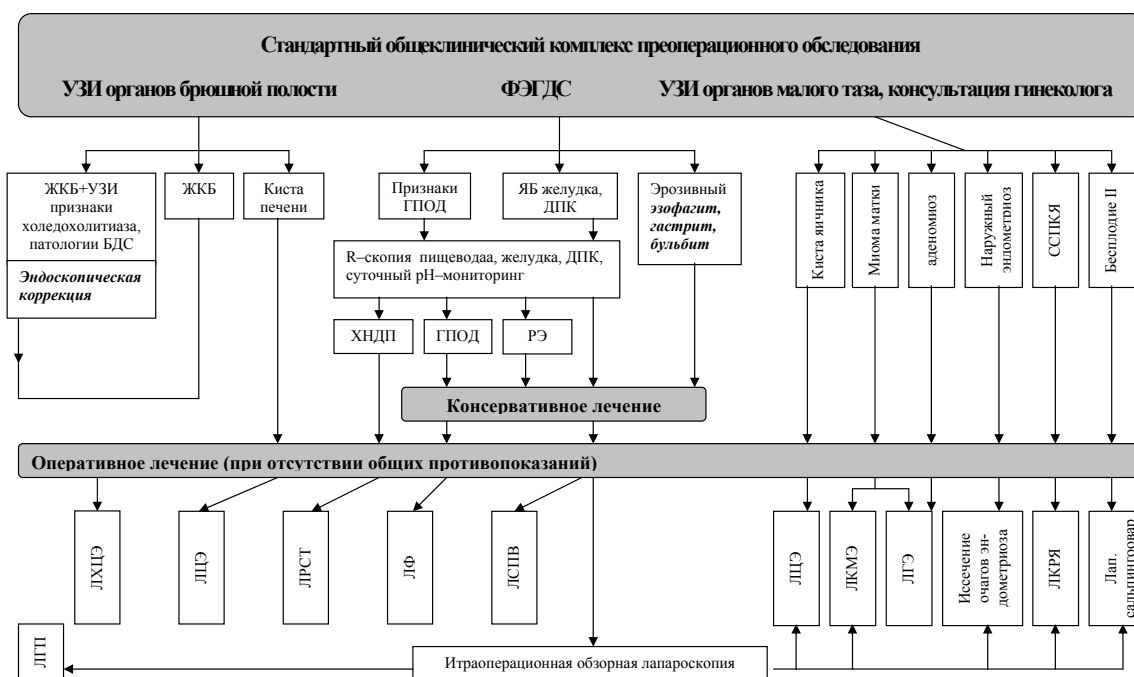 Стандартный общеклинический комплекс преоперационного обследования
УЗИ органов брюшной полости
ФЭГДС
УЗИ органов малого таза, консультация гинеколога
ЖКБ+УЗИ
признаки
холедохолитиаза,
патологии БДС
Эндоскопическая
коррекция
ЖКБ
Киста
печени
Признаки
ГПОД
ЯБ желудка,
ДПК
Эрозивный
эзофагит,
гастрит,
бульбит
R–скопия пищеводаа, желудка, ДПК,
суточный рН–мониторинг
ХНДП
ГПОД
РЭ
Киста яичника
Миома матки
аденомиоз
Наружный
эндометриоз
ССПКЯ
Бесплодие II
Консервативное лечение
Оперативное лечение (при отсутствии общих противопоказаний)
ЛХЦЭ
ЛЦЭ
ЛРСТ
ЛФ
ЛСПВ
ЛЦЭ
ЛКМЭ
ЛГЭ
Иссечение
очагов эн-
дометриоза
ЛКРЯ
Лап.
сальпингоовар
ЛГП
Итраоперационная обзорная лапароскопия